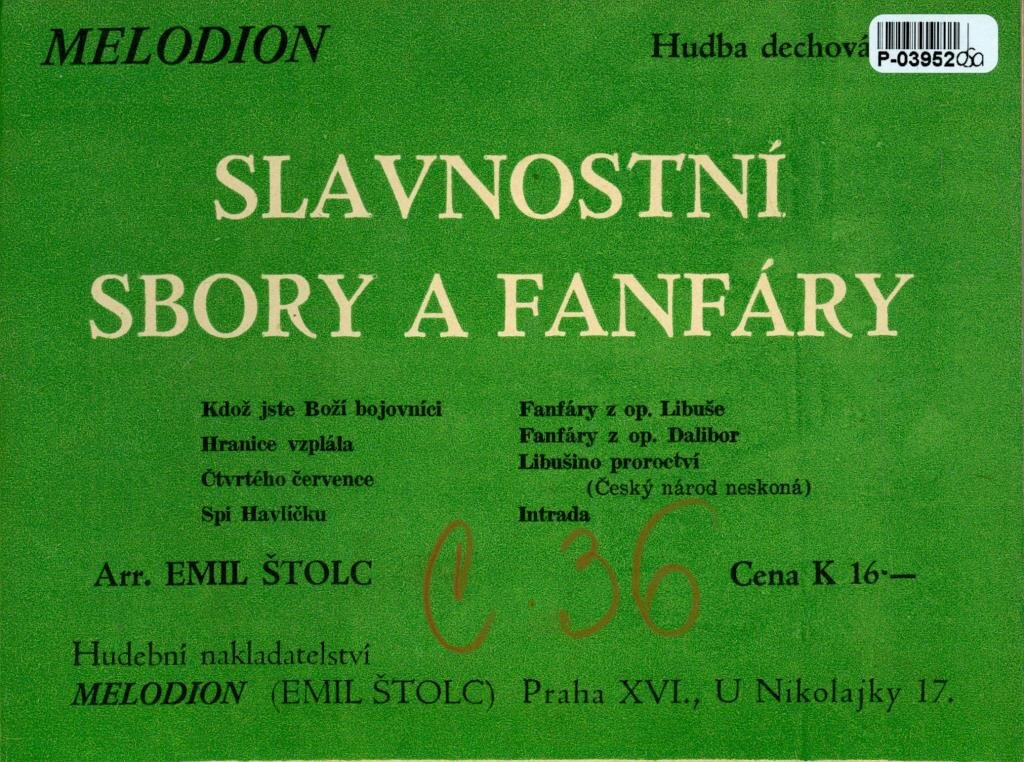 MELODION
Hudba dechová
P-03952
SLAVNOSTNÍ
SBORY A FANFÁRY
Kdož jste Boží bojovníci
Hranice vzplála
Čtvrtého července
Spi Havlíčku
Fanfáry z op. Libuše
Fanfáry z op. Dalibor
Libušino proroctví
(Český národ neskoná)
Intrada
Arr. EMIL ŠTOLC
Č. 36
Cena K 16·—
Hudební nakladatelství
MELODION (EMIL ŠTOLC) Praha XVI., U Nikolajky 17.